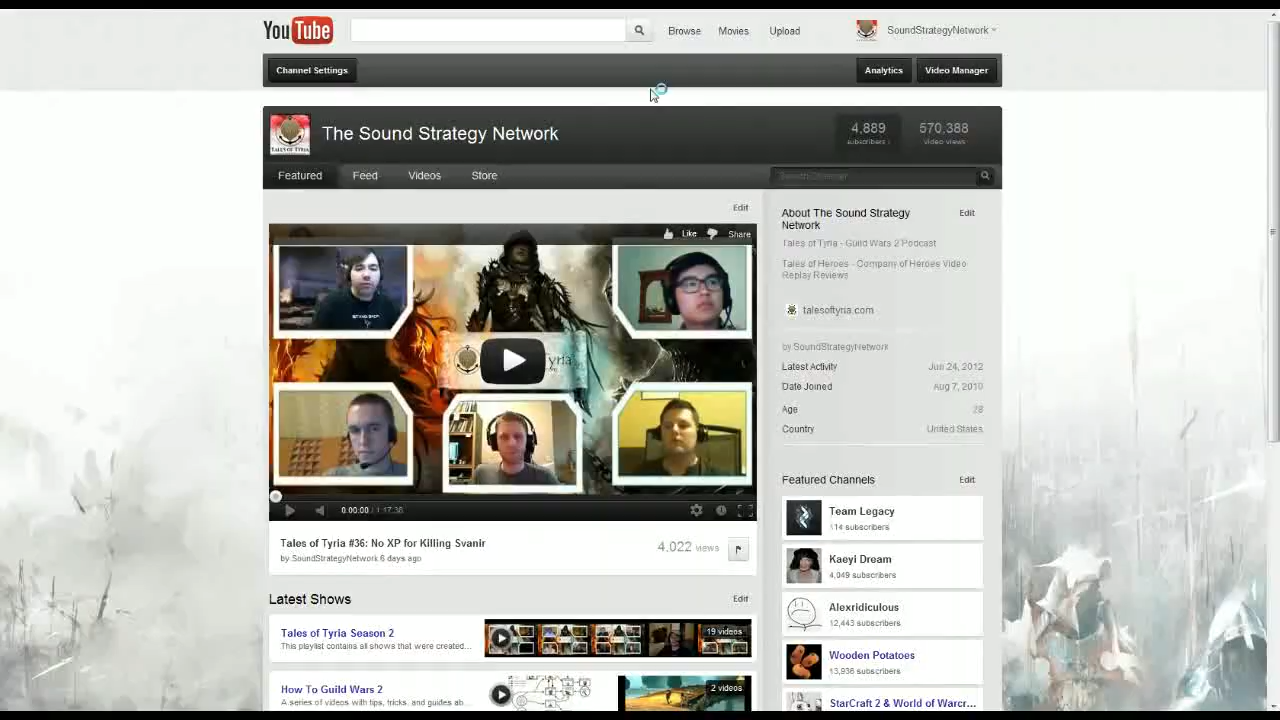 YouTube
Browse Movies Upload SoundStrategyNetwork
Channel Settings Analytics Video Manager
TALES OF TYRIA
The Sound Strategy Network
4,889 570,388
subscribers video views
Featured Feed Videos Store Search Channel
Edit
Like Share
0:00:00 / 1:17:38
Tales of Tyria #36: No XP for Killing Svanir
by SoundStrategyNetwork 6 days ago
4,022 views
Latest Shows Edit
Tales of Tyria Season 2
This playlist contains all shows that were created...
19 videos
How To Guild Wars 2
A series of videos with tips, tricks, and guides ab...
2 videos
About The Sound Strategy Edit
Network
Tales of Tyria - Guild Wars 2 Podcast
Tales of Heroes - Company of Heroes Video
Replay Reviews
talesoftyria.com
by SoundStrategyNetwork
Latest Activity Jun 24, 2012
Date Joined Aug 7, 2010
Age 28
Country United States
Featured Channels Edit
Team Legacy
114 subscribers
Kaeyi Dream
4,049 subscribers
Alexridiculous
12,443 subscribers
Wooden Potatoes
13,936 subscribers
StarCraft 2 & World of Warcr...